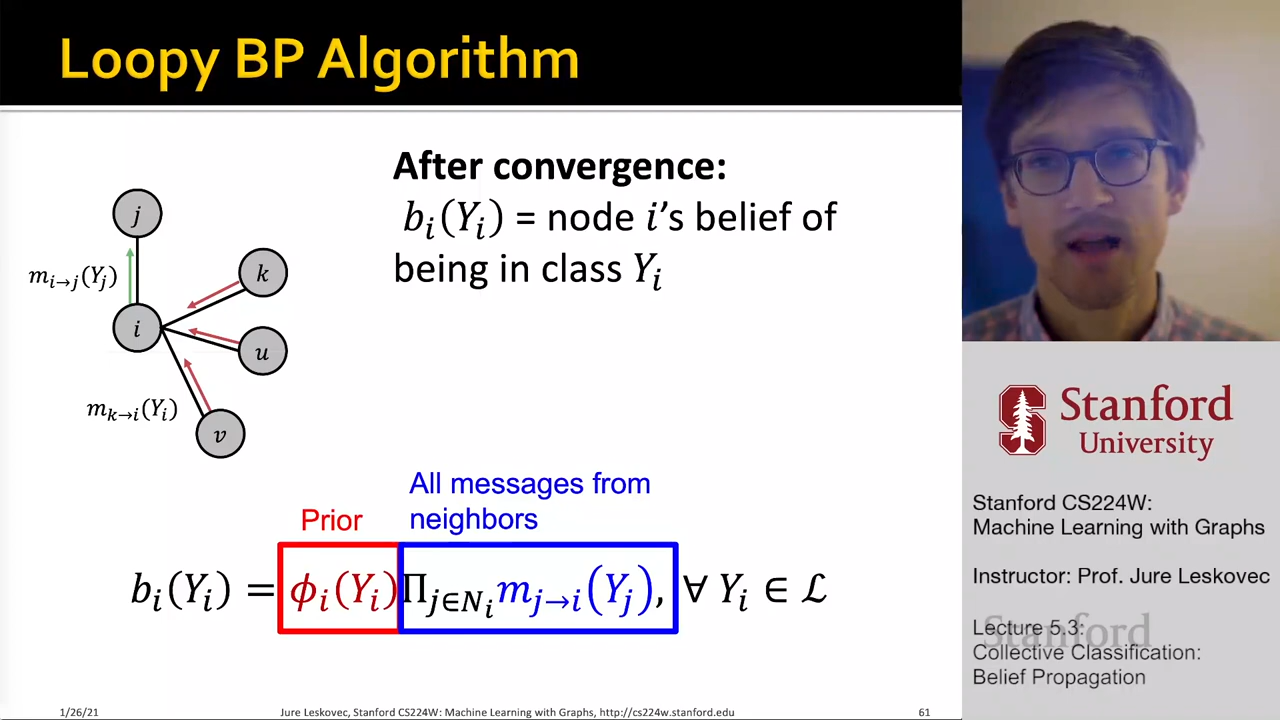 Loopy BP Algorithm
After convergence:
b_i(Y_i) = node i's belief of
being in class Y_i
j
m_{i→j}(Y_j)
k
i
u
m_{k→i}(Y_i)
v
All messages from
neighbors
Prior
b_i(Y_i) = ϕ_i(Y_i) Π_{j∈N_i} m_{j→i}(Y_j), ∀ Y_i ∈ ℒ
1/26/21
Jure Leskovec, Stanford CS224W: Machine Learning with Graphs, http://cs224w.stanford.edu
61
Stanford
University
Stanford CS224W:
Machine Learning with Graphs
Instructor: Prof. Jure Leskovec
Stanford
Lecture 5.3:
Collective Classification:
Belief Propagation